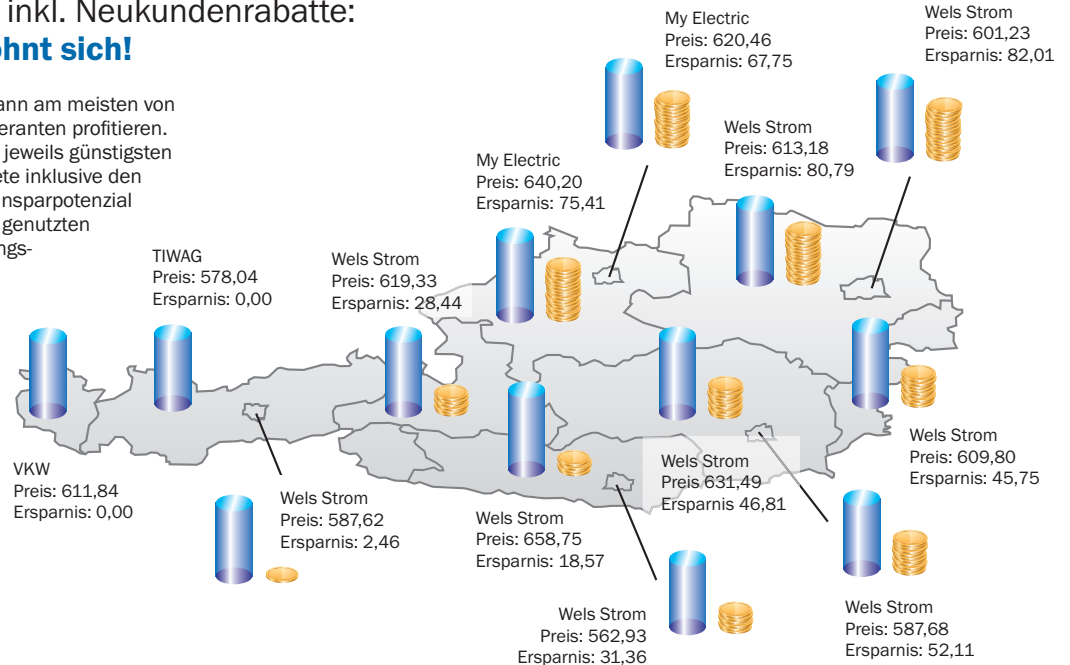 inkl. Neukundenrabatte:
hnt sich!
ann am meisten von
eranten profitieren.
jeweils günstigsten
ete inklusive den
insparpotenzial
genutzten
ngs-
My Electric
Preis: 620,46
Ersparnis: 67,75
Wels Strom
Preis: 601,23
Ersparnis: 82,01
Wels Strom
Preis: 613,18
Ersparnis: 80,79
My Electric
Preis: 640,20
Ersparnis: 75,41
TIWAG
Preis: 578,04
Ersparnis: 0,00
Wels Strom
Preis: 619,33
Ersparnis: 28,44
VKW
Preis: 611,84
Ersparnis: 0,00
Wels Strom
Preis: 587,62
Ersparnis: 2,46
Wels Strom
Preis: 658,75
Ersparnis: 18,57
Wels Strom
Preis 631,49
Ersparnis 46,81
Wels Strom
Preis: 609,80
Ersparnis: 45,75
Wels Strom
Preis: 562,93
Ersparnis: 31,36
Wels Strom
Preis: 587,68
Ersparnis: 52,11